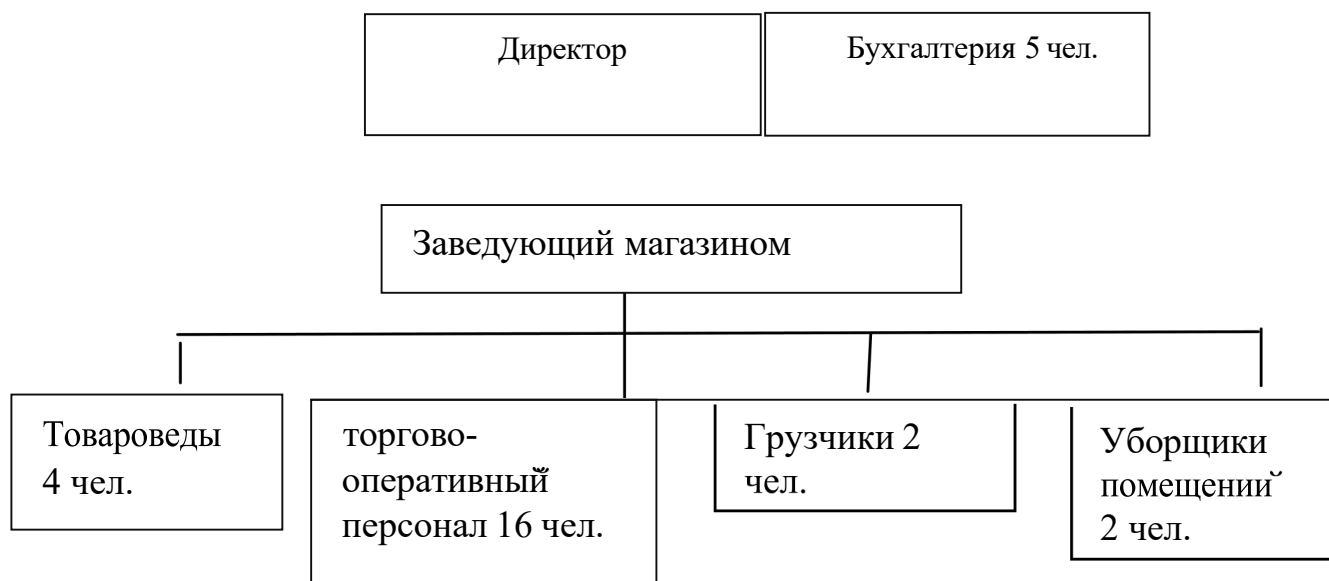 Директор
Бухгалтерия 5 чел.
Заведующий магазином
Товароведы
4 чел.
торгово-
оперативный
персонал 16 чел.
Грузчики 2
чел.
Уборщики
помещений
2 чел.